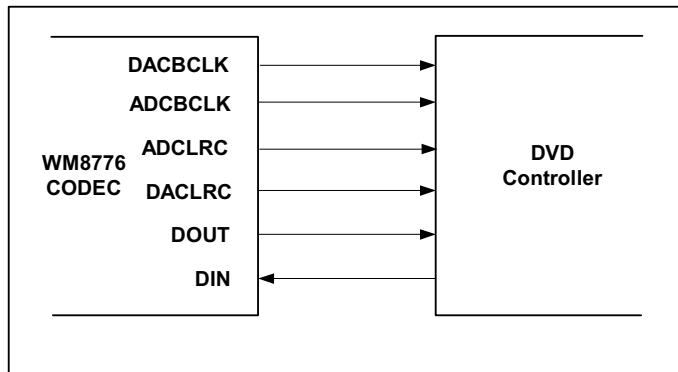 DACBCLK
ADCBCLK
ADCLRC
WM8776
CODEC
DACLRC
DOUT
DIN
DVD
Controller